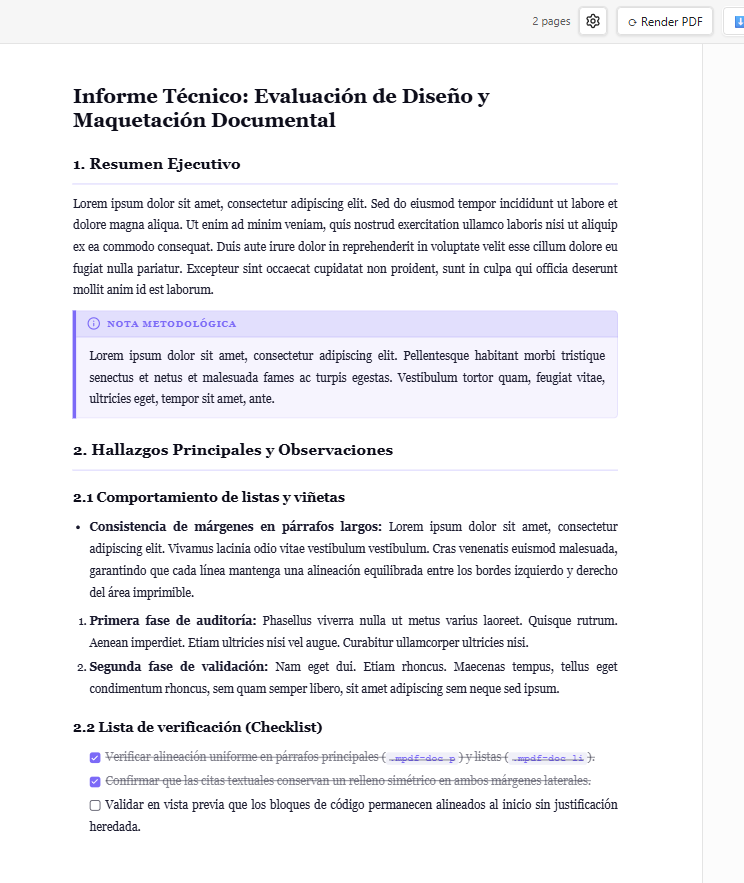 2 pages
Render PDF
Informe Técnico: Evaluación de Diseño y
Maquetación Documental
1. Resumen Ejecutivo
Lorem ipsum dolor sit amet, consectetur adipiscing elit. Sed do eiusmod tempor incididunt ut labore et
dolore magna aliqua. Ut enim ad minim veniam, quis nostrud exercitation ullamco laboris nisi ut aliquip
ex ea commodo consequat. Duis aute irure dolor in reprehenderit in voluptate velit esse cillum dolore eu
fugiat nulla pariatur. Excepteur sint occaecat cupidatat non proident, sunt in culpa qui officia deserunt
mollit anim id est laborum.
NOTA METODOLÓGICA
Lorem ipsum dolor sit amet, consectetur adipiscing elit. Pellentesque habitant morbi tristique
senectus et netus et malesuada fames ac turpis egestas. Vestibulum tortor quam, feugiat vitae,
ultricies eget, tempor sit amet, ante.
2. Hallazgos Principales y Observaciones
2.1 Comportamiento de listas y viñetas
• Consistencia de márgenes en párrafos largos: Lorem ipsum dolor sit amet, consectetur
adipiscing elit. Vivamus lacinia odio vitae vestibulum vestibulum. Cras venenatis euismod malesuada,
garantindo que cada línea mantenga una alineación equilibrada entre los bordes izquierdo y derecho
del área imprimible.
1. Primera fase de auditoría: Phasellus viverra nulla ut metus varius laoreet. Quisque rutrum.
Aenean imperdiet. Etiam ultricies nisi vel augue. Curabitur ullamcorper ultricies nisi.
2. Segunda fase de validación: Nam eget dui. Etiam rhoncus. Maecenas tempus, tellus eget
condimentum rhoncus, sem quam semper libero, sit amet adipiscing sem neque sed ipsum.
2.2 Lista de verificación (Checklist)
Verificar alineación uniforme en párrafos principales ( .mpdf-doc p ) y listas ( .mpdf-doc li ).
Confirmar que las citas textuales conservan un relleno simétrico en ambos márgenes laterales.
Validar en vista previa que los bloques de código permanecen alineados al inicio sin justificación
heredada.